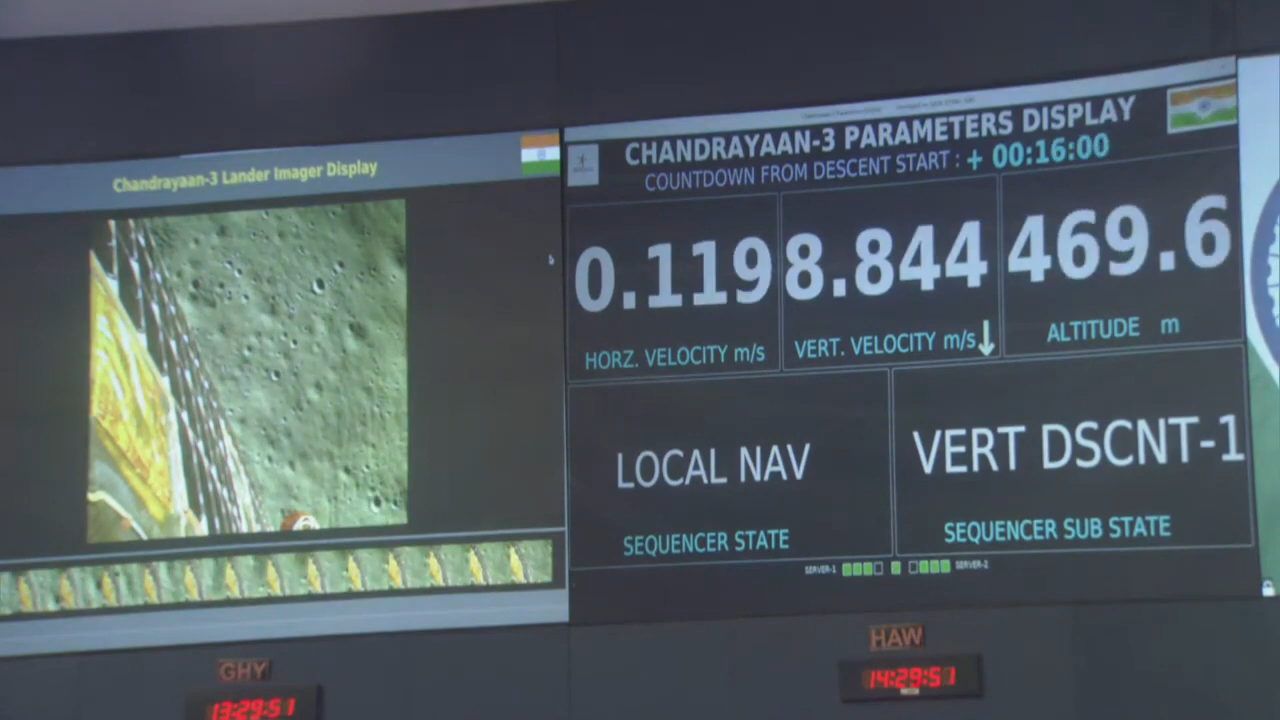 Chandrayaan-3 Lander Imager Display
CHANDRAYAAN-3 PARAMETERS DISPLAY
COUNTDOWN FROM DESCENT START : + 00:16:00
0.119
HORZ. VELOCITY m/s
8.844
VERT. VELOCITY m/s↓
469.6
ALTITUDE m
LOCAL NAV
SEQUENCER STATE
VERT DSCNT-1
SEQUENCER SUB STATE
SERVER-1
SERVER-2
GHY
13:29:51
HAW
14:29:51